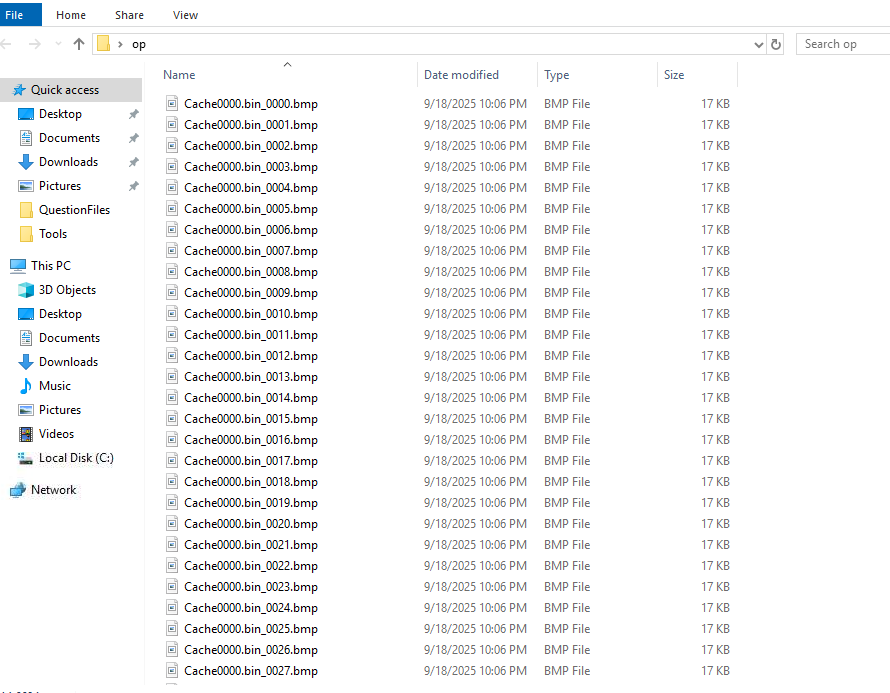 File Home Share View
op Search op
Name Date modified Type Size
Quick access
Desktop
Documents
Downloads
Pictures
QuestionFiles
Tools
This PC
3D Objects
Desktop
Documents
Downloads
Music
Pictures
Videos
Local Disk (C:)
Network
Cache0000.bin_0000.bmp 9/18/2025 10:06 PM BMP File 17 KB
Cache0000.bin_0001.bmp 9/18/2025 10:06 PM BMP File 17 KB
Cache0000.bin_0002.bmp 9/18/2025 10:06 PM BMP File 17 KB
Cache0000.bin_0003.bmp 9/18/2025 10:06 PM BMP File 17 KB
Cache0000.bin_0004.bmp 9/18/2025 10:06 PM BMP File 17 KB
Cache0000.bin_0005.bmp 9/18/2025 10:06 PM BMP File 17 KB
Cache0000.bin_0006.bmp 9/18/2025 10:06 PM BMP File 17 KB
Cache0000.bin_0007.bmp 9/18/2025 10:06 PM BMP File 17 KB
Cache0000.bin_0008.bmp 9/18/2025 10:06 PM BMP File 17 KB
Cache0000.bin_0009.bmp 9/18/2025 10:06 PM BMP File 17 KB
Cache0000.bin_0010.bmp 9/18/2025 10:06 PM BMP File 17 KB
Cache0000.bin_0011.bmp 9/18/2025 10:06 PM BMP File 17 KB
Cache0000.bin_0012.bmp 9/18/2025 10:06 PM BMP File 17 KB
Cache0000.bin_0013.bmp 9/18/2025 10:06 PM BMP File 17 KB
Cache0000.bin_0014.bmp 9/18/2025 10:06 PM BMP File 17 KB
Cache0000.bin_0015.bmp 9/18/2025 10:06 PM BMP File 17 KB
Cache0000.bin_0016.bmp 9/18/2025 10:06 PM BMP File 17 KB
Cache0000.bin_0017.bmp 9/18/2025 10:06 PM BMP File 17 KB
Cache0000.bin_0018.bmp 9/18/2025 10:06 PM BMP File 17 KB
Cache0000.bin_0019.bmp 9/18/2025 10:06 PM BMP File 17 KB
Cache0000.bin_0020.bmp 9/18/2025 10:06 PM BMP File 17 KB
Cache0000.bin_0021.bmp 9/18/2025 10:06 PM BMP File 17 KB
Cache0000.bin_0022.bmp 9/18/2025 10:06 PM BMP File 17 KB
Cache0000.bin_0023.bmp 9/18/2025 10:06 PM BMP File 17 KB
Cache0000.bin_0024.bmp 9/18/2025 10:06 PM BMP File 17 KB
Cache0000.bin_0025.bmp 9/18/2025 10:06 PM BMP File 17 KB
Cache0000.bin_0026.bmp 9/18/2025 10:06 PM BMP File 17 KB
Cache0000.bin_0027.bmp 9/18/2025 10:06 PM BMP File 17 KB